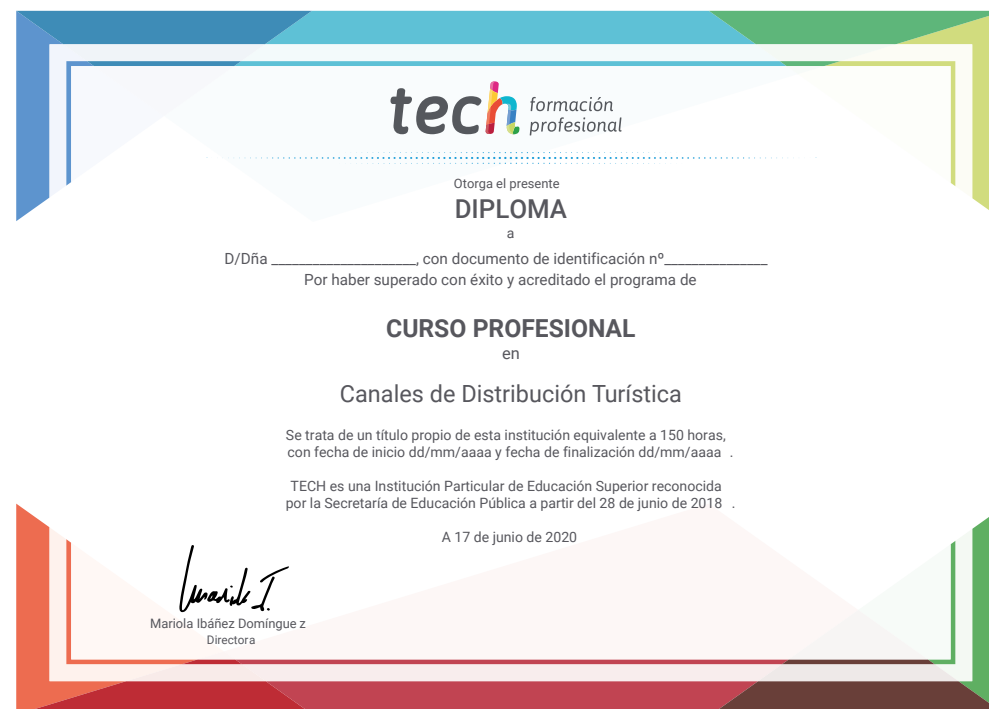 tech formación
profesional
Otorga el presente
DIPLOMA
a
D/Dña _____________________, con documento de identificación nº_______________
Por haber superado con éxito y acreditado el programa de
CURSO PROFESIONAL
en
Canales de Distribución Turística
Se trata de un título propio de esta institución equivalente a 150 horas,
con fecha de inicio dd/mm/aaaa y fecha de finalización dd/mm/aaaa .
TECH es una Institución Particular de Educación Superior reconocida
por la Secretaría de Educación Pública a partir del 28 de junio de 2018 .
A 17 de junio de 2020
Mariola Ibáñez Domíngue z
Directora